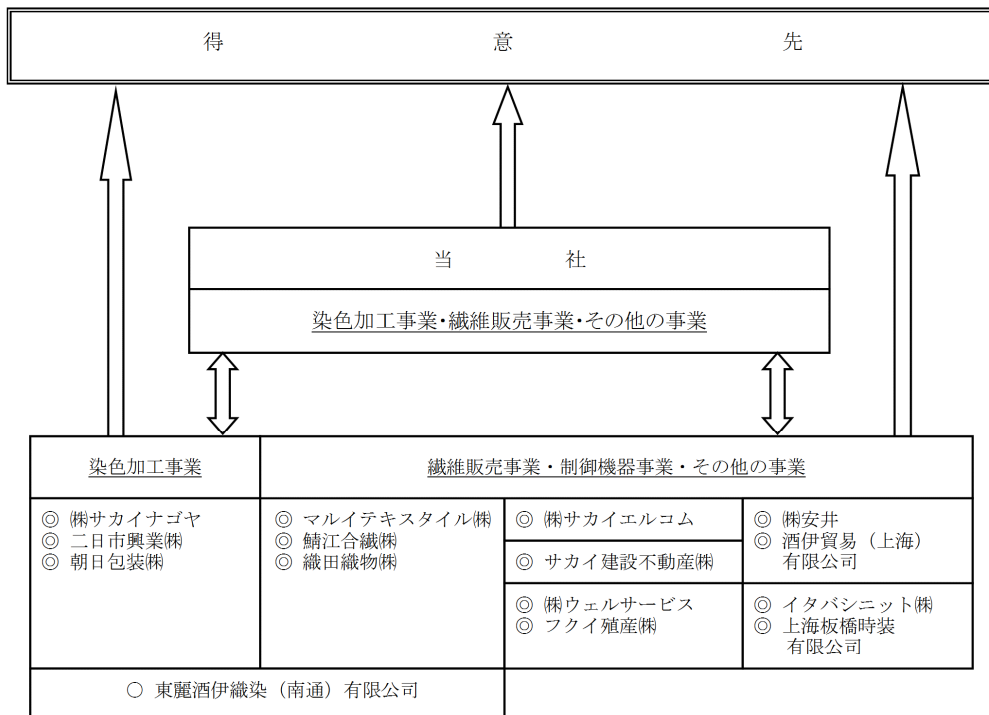 得意先
当社
染色加工事業・繊維販売事業・その他の事業
染色加工事業
繊維販売事業・制御機器事業・その他の事業
◎ ㈱サカイナゴヤ
◎ 二日市興業㈱
◎ 朝日包装㈱
◎ マルイテキスタイル㈱
◎ 鯖江合繊㈱
◎ 織田織物㈱
◎ ㈱サカイエルコム
◎ サカイ建設不動産㈱
◎ ㈱ウェルサービス
◎ フクイ殖産㈱
◎ ㈱安井
◎ 酒伊貿易（上海）
有限公司
◎ イタバシニット㈱
◎ 上海板橋時装
有限公司
○ 東麗酒伊織染（南通）有限公司